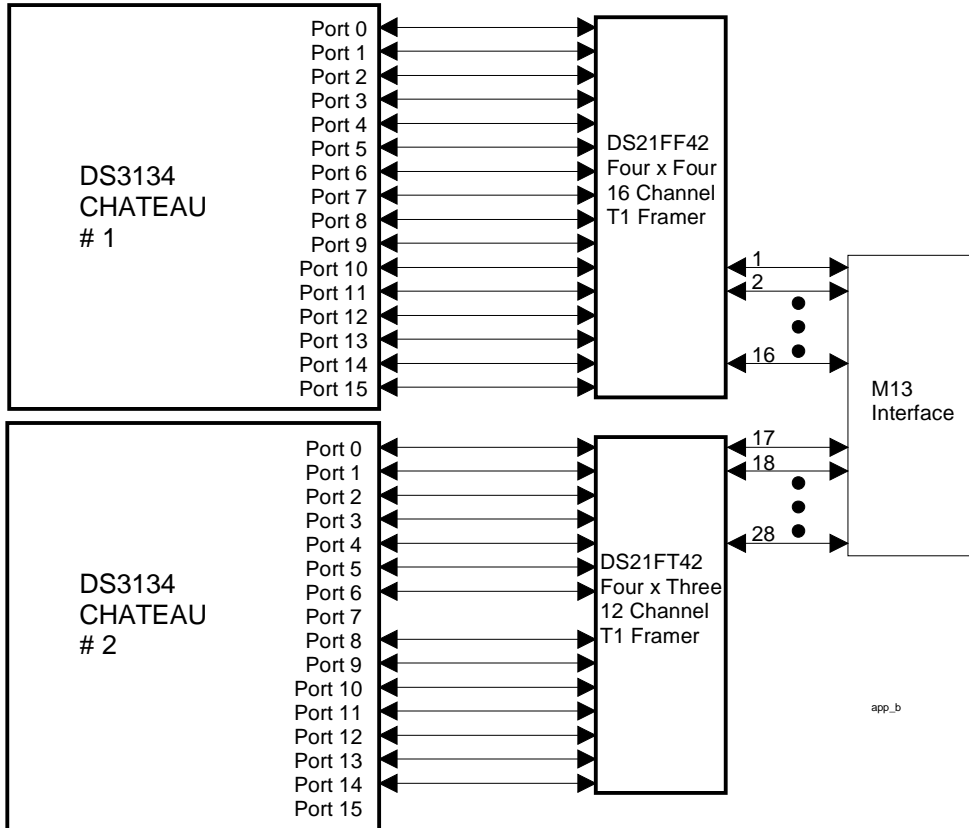 Port 0
Port 1
Port 2
Port 3
Port 4
Port 5
Port 6
Port 7
Port 8
Port 9
Port 10
Port 11
Port 12
Port 13
Port 14
Port 15
DS3134
CHATEAU
# 1
DS21FF42
Four x Four
16 Channel
T1 Framer
1
2
16
M13
Interface
Port 0
Port 1
Port 2
Port 3
Port 4
Port 5
Port 6
Port 7
Port 8
Port 9
Port 10
Port 11
Port 12
Port 13
Port 14
Port 15
DS3134
CHATEAU
# 2
DS21FT42
Four x Three
12 Channel
T1 Framer
17
18
28
app_b